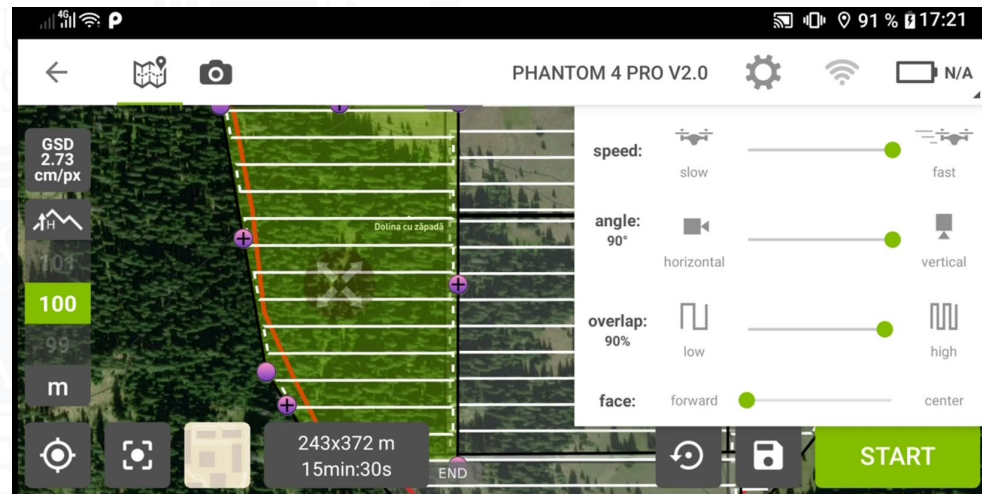 4G
91 % 17:21
PHANTOM 4 PRO V2.0
N/A
GSD
2.73
cm/px
H
101
100
99
m
Dolina cu zăpadă
speed:
slow
fast
angle:
90°
horizontal
vertical
overlap:
90%
low
high
face:
forward
center
243x372 m
15min:30s
END
START